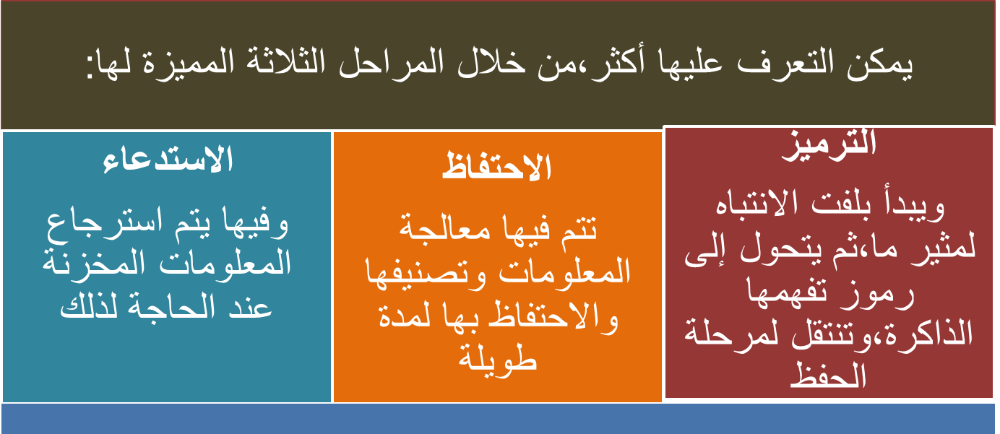 يمكن التعرف عليها أكثر،من خلال المراحل الثلاثة المميزة لها:
الترميز
ويبدأ بلفت الانتباه
لمثير ما،ثم يتحول إلى
رموز تفهمها
الذاكرة،وتنتقل لمرحلة
الحفظ
الاحتفاظ
تتم فيها معالجة
المعلومات وتصنيفها
والاحتفاظ بها لمدة
طويلة
الاستدعاء
وفيها يتم استرجاع
المعلومات المخزنة
عند الحاجة لذلك